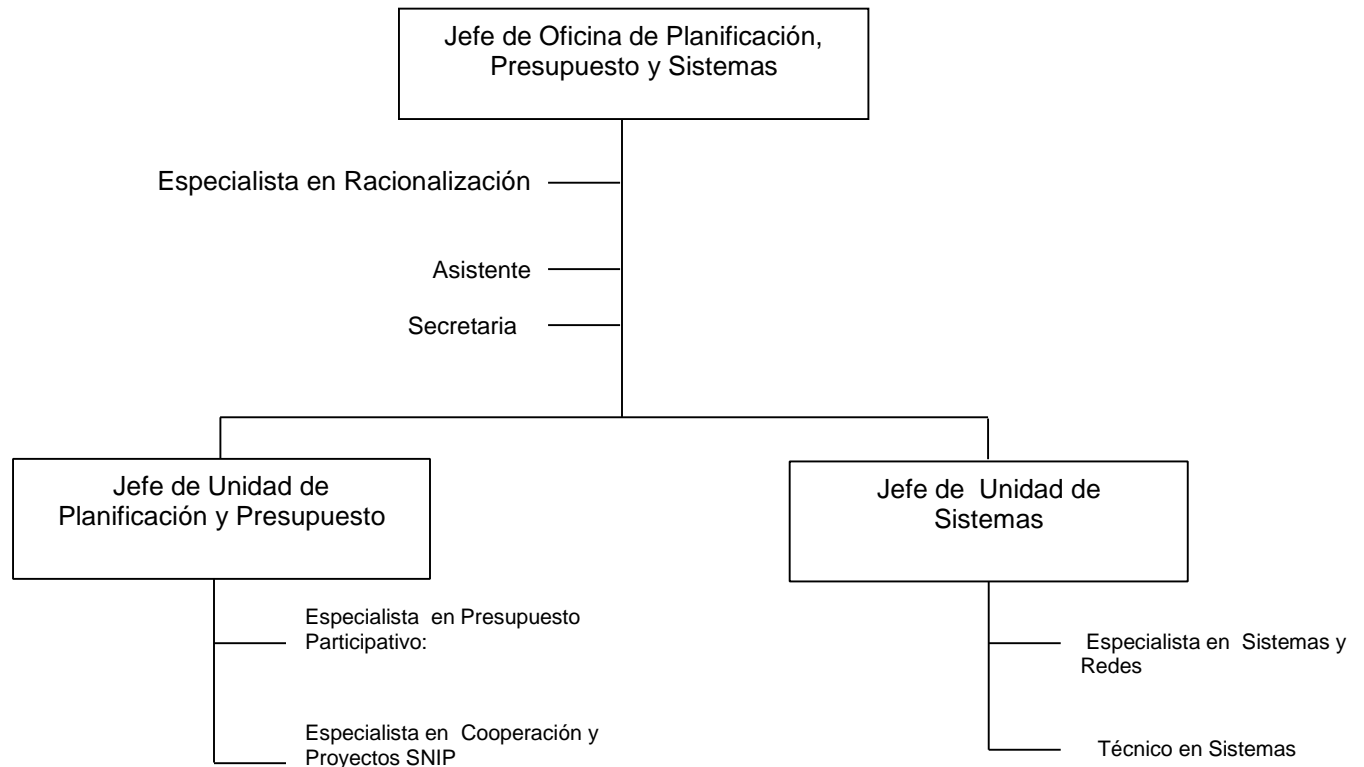 Jefe de Oficina de Planificación,
Presupuesto y Sistemas
Especialista en Racionalización
Asistente
Secretaria
Jefe de Unidad de
Planificación y Presupuesto
Jefe de Unidad de
Sistemas
Especialista en Presupuesto
Participativo:
Especialista en Sistemas y
Redes
Especialista en Cooperación y
Proyectos SNIP
Técnico en Sistemas